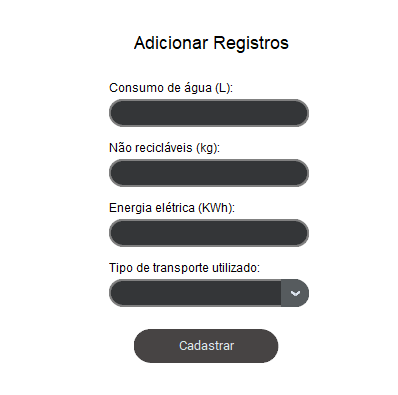 Adicionar Registros
Consumo de água (L):
Não recicláveis (kg):
Energia elétrica (KWh):
Tipo de transporte utilizado:
Cadastrar